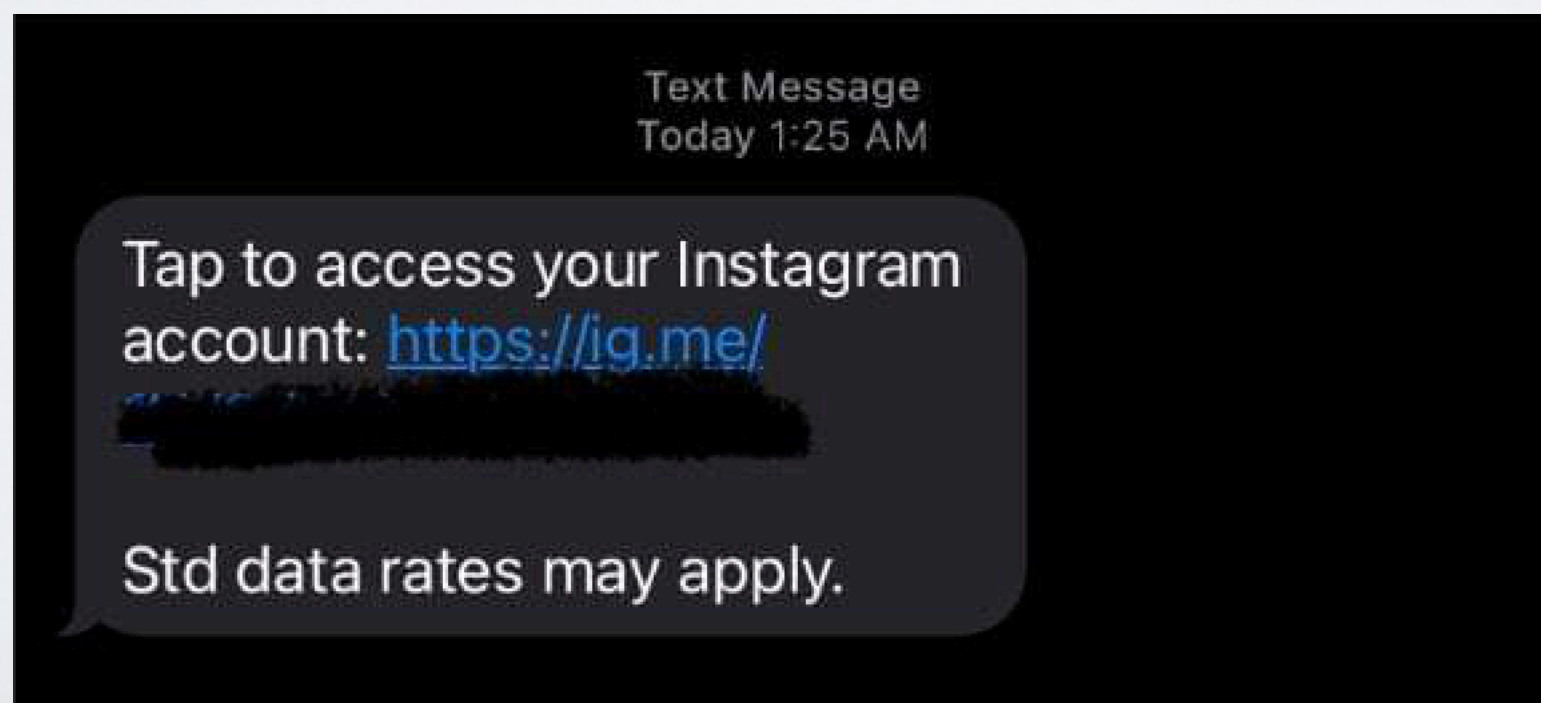 Text Message
Today 1:25 AM
Tap to access your Instagram
account: https://ig.me/
Std data rates may apply.